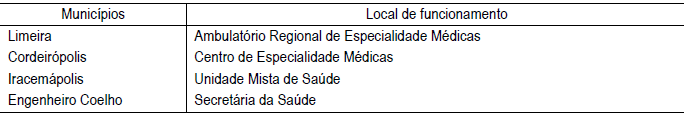 Municípios Local de funcionamento
Limeira Ambulatório Regional de Especialidade Médicas
Cordeirópolis Centro de Especialidade Médicas
Iracemápolis Unidade Mista de Saúde
Engenheiro Coelho Secretária da Saúde